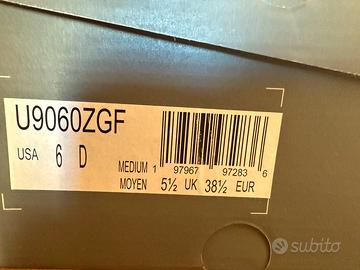 U9060ZGF
USA 6 D
MEDIUM 1 97967 97283 6
MOYEN 5½ UK 38½ EUR
subito